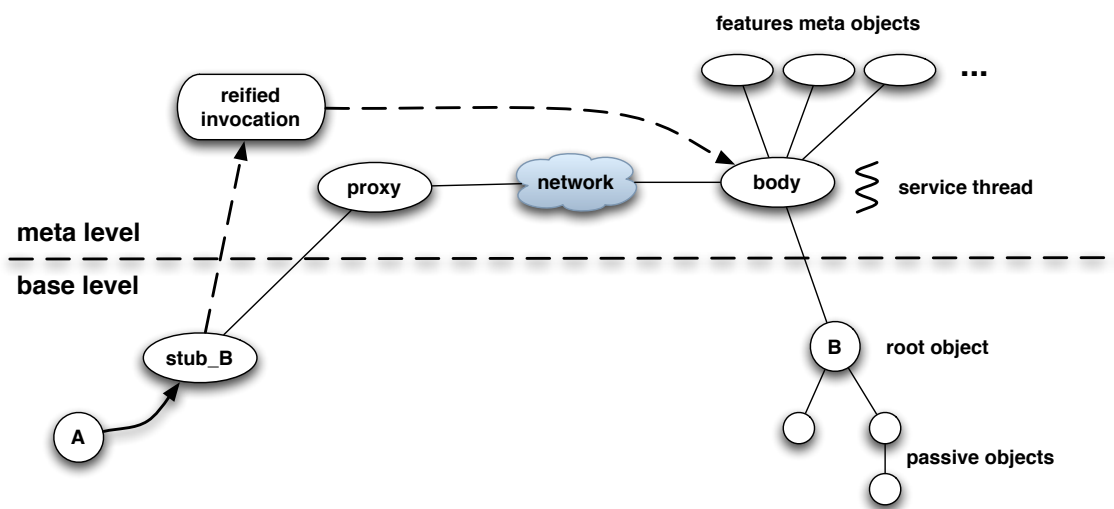 features meta objects
...
reified
invocation
proxy
network
body
service thread
meta level
base level
stub_B
B
root object
A
passive objects